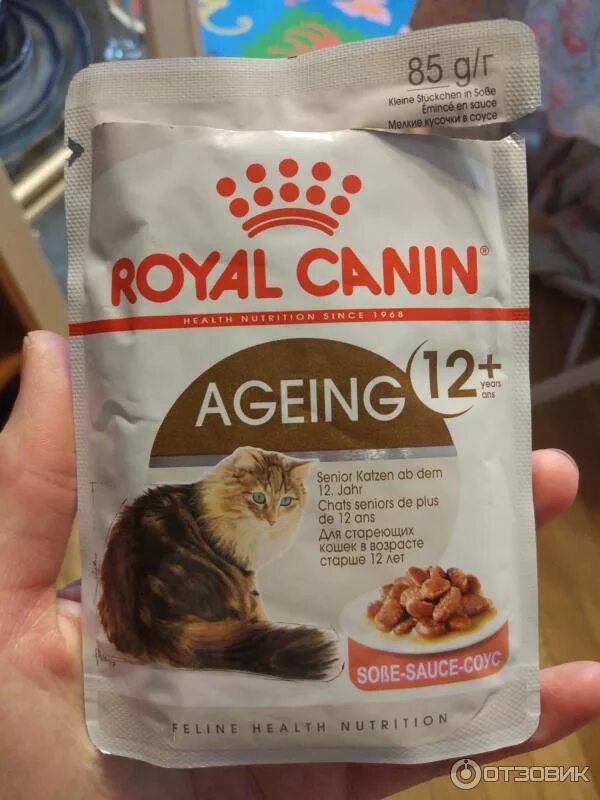 85 g/г
Kleine Stückchen in Soße
Émincé en sauce
Мелкие кусочки в соусе
ROYAL CANIN®
HEALTH NUTRITION SINCE 1968
AGEING 12+
years
ans
Senior Katzen ab dem
12. Jahr
Chats seniors de plus
de 12 ans
Для стареющих
кошек в возрасте
старше 12 лет
SOßE-SAUCE-СОУС
FELINE HEALTH NUTRITION
ОТЗОВИК